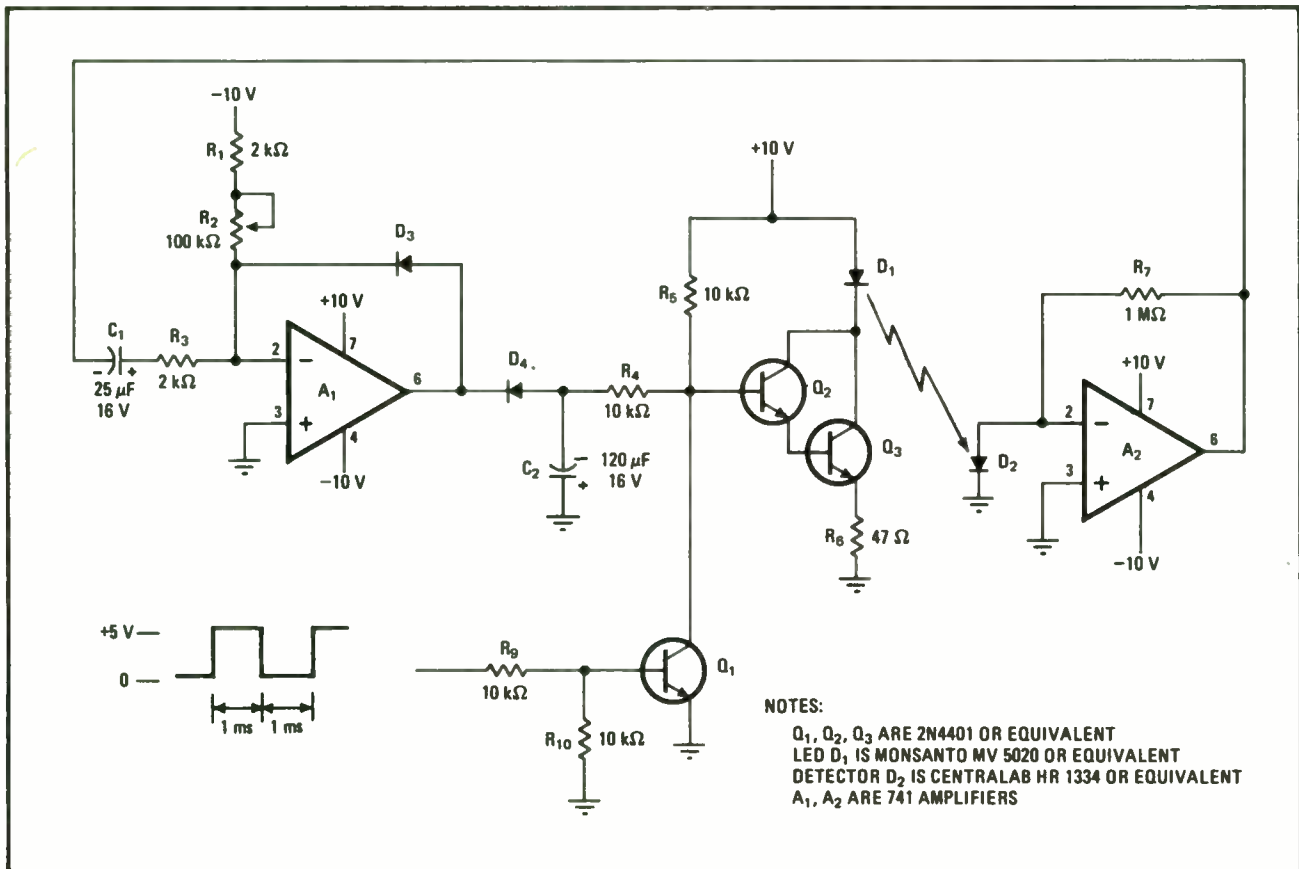 −10 V
R1 2 kΩ
R2
100 kΩ
D3
+10 V
C1
R3
− +
25 μF
16 V
2 kΩ
2 −
7
A1
6
3 +
4
−10 V
D4
R4
10 kΩ
C2
− 120 μF
+ 16 V
+10 V
R5 10 kΩ
D1
Q2
Q3
R6 47 Ω
R7
1 MΩ
+10 V
2 −
7
D2
A2
6
3 +
4
−10 V
+5 V
0
1 ms 1 ms
R9
10 kΩ
Q1
R10 10 kΩ
NOTES:
Q1, Q2, Q3 ARE 2N4401 OR EQUIVALENT
LED D1 IS MONSANTO MV 5020 OR EQUIVALENT
DETECTOR D2 IS CENTRALAB HR 1334 OR EQUIVALENT
A1, A2 ARE 741 AMPLIFIERS